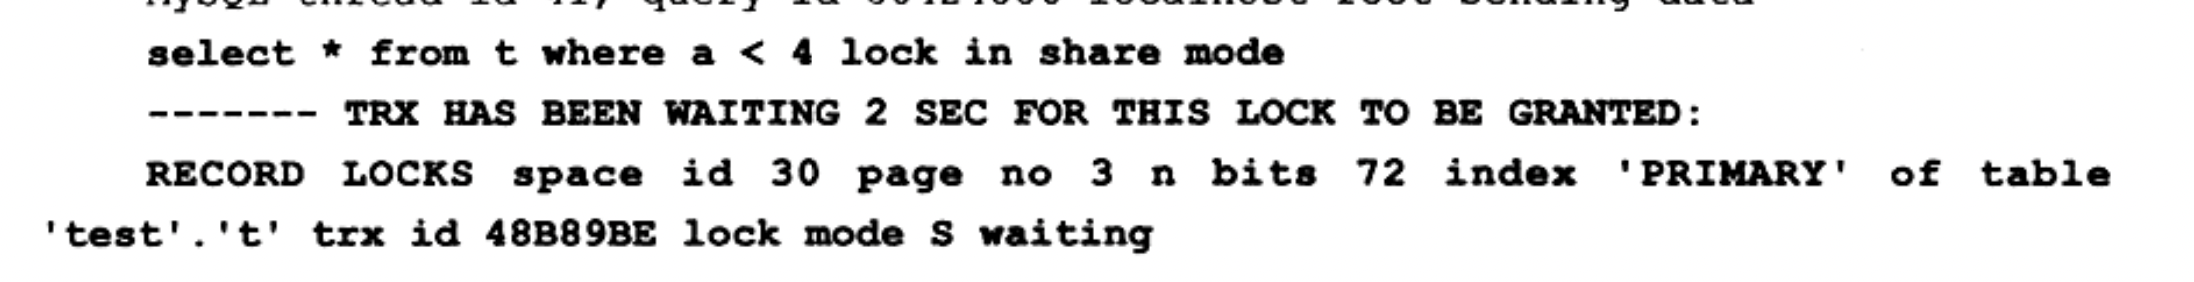 select * from t where a < 4 lock in share mode
------- TRX HAS BEEN WAITING 2 SEC FOR THIS LOCK TO BE GRANTED:
RECORD LOCKS space id 30 page no 3 n bits 72 index 'PRIMARY' of table
'test'.'t' trx id 48B89BE lock mode S waiting